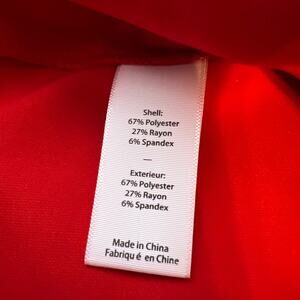 Shell:
67% Polyester
27% Rayon
6% Spandex
—
Exterieur:
67% Polyester
27% Rayon
6% Spandex
Made in China
Fabriqu é en Chine